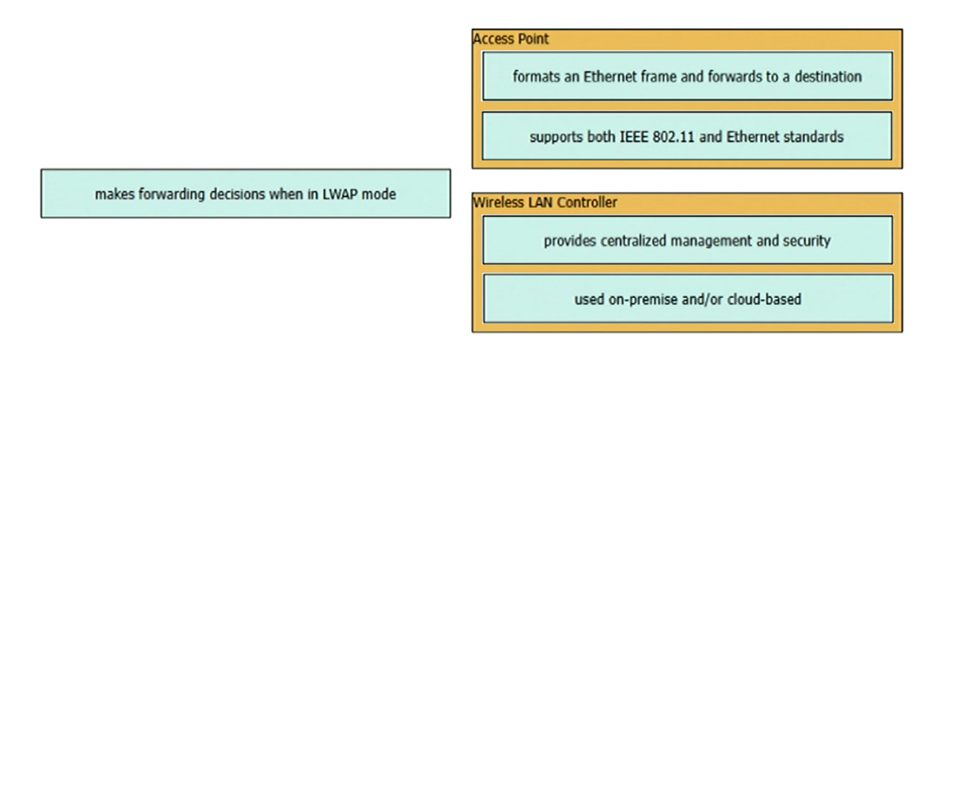 Access Point
formats an Ethernet frame and forwards to a destination
supports both IEEE 802.11 and Ethernet standards
makes forwarding decisions when in LWAP mode
Wireless LAN Controller
provides centralized management and security
used on-premise and/or cloud-based